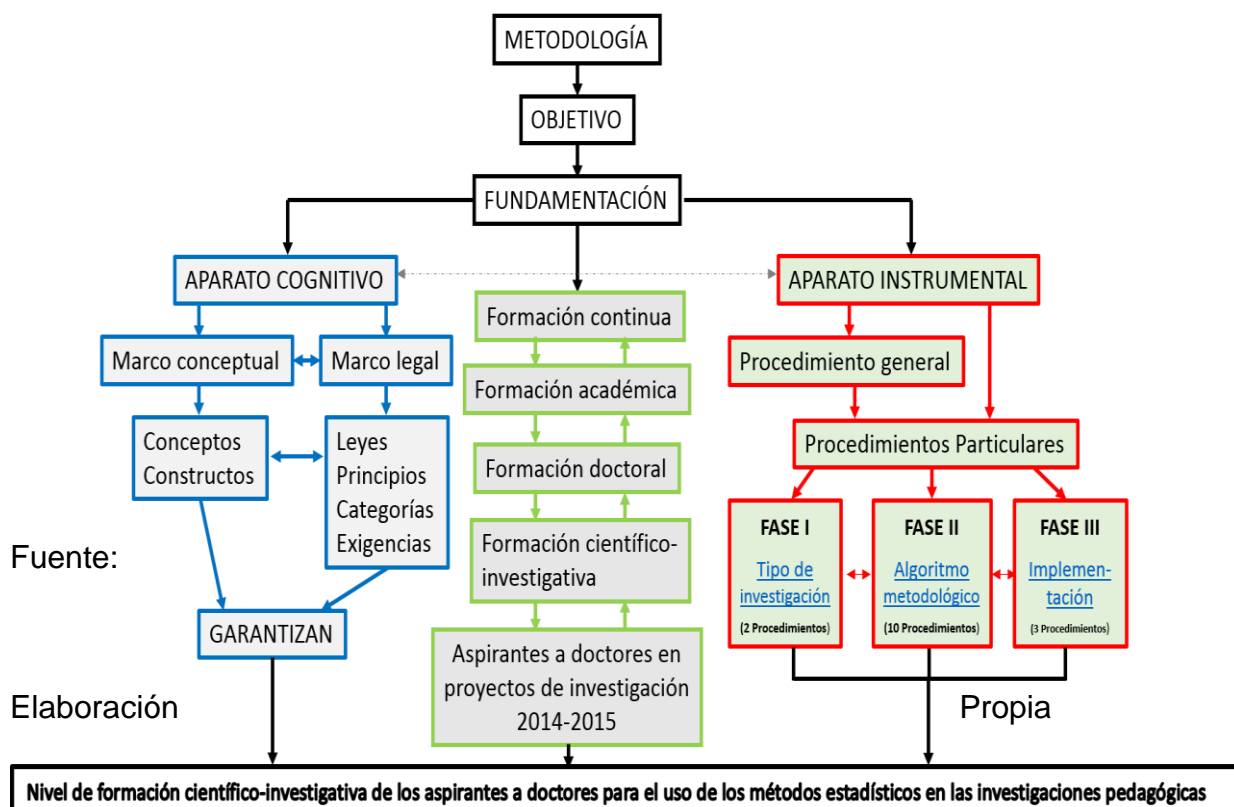 METODOLOGÍA
OBJETIVO
FUNDAMENTACIÓN
APARATO COGNITIVO
APARATO INSTRUMENTAL
Marco conceptual
Marco legal
Conceptos
Constructos
Leyes
Principios
Categorías
Exigencias
GARANTIZAN
Formación continua
Formación académica
Formación doctoral
Formación científico-
investigativa
Aspirantes a doctores en
proyectos de investigación
2014-2015
Procedimiento general
Procedimientos Particulares
FASE I
Tipo de
investigación
(2 Procedimientos)
FASE II
Algoritmo
metodológico
(10 Procedimientos)
FASE III
Implemen-
tación
(3 Procedimientos)
Fuente:
Elaboración Propia
Nivel de formación científico-investigativa de los aspirantes a doctores para el uso de los métodos estadísticos en las investigaciones pedagógicas